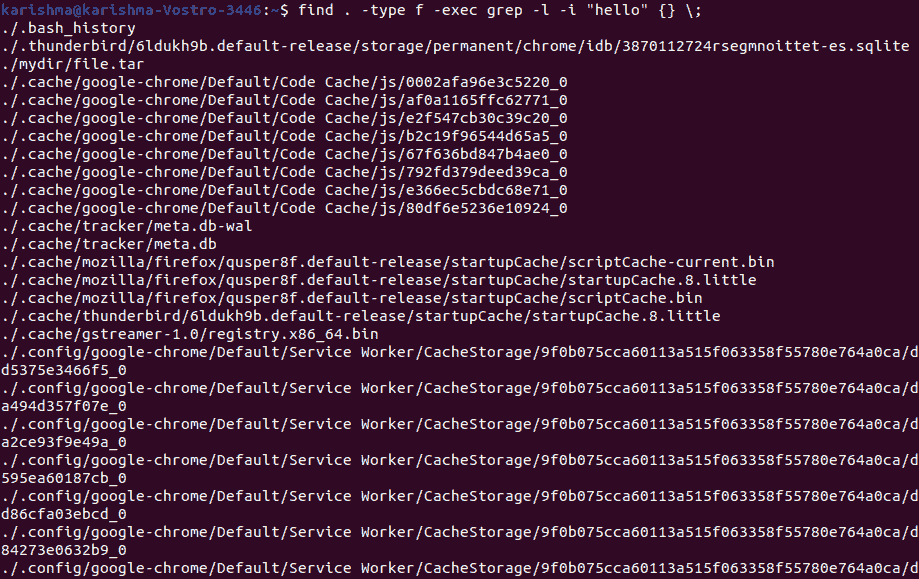 karishma@karishma-Vostro-3446:~$ find . -type f -exec grep -l -i "hello" {} \;
./.bash_history
./.thunderbird/6ldukh9b.default-release/storage/permanent/chrome/idb/3870112724rsegmnoittet-es.sqlite
./mydir/file.tar
./.cache/google-chrome/Default/Code Cache/js/0002afa96e3c5220_0
./.cache/google-chrome/Default/Code Cache/js/af0a1165ffc62771_0
./.cache/google-chrome/Default/Code Cache/js/e2f547cb30c39c20_0
./.cache/google-chrome/Default/Code Cache/js/b2c19f96544d65a5_0
./.cache/google-chrome/Default/Code Cache/js/67f636bd847b4ae0_0
./.cache/google-chrome/Default/Code Cache/js/792fd379deed39ca_0
./.cache/google-chrome/Default/Code Cache/js/e366ec5cbdc68e71_0
./.cache/google-chrome/Default/Code Cache/js/80df6e5236e10924_0
./.cache/tracker/meta.db-wal
./.cache/tracker/meta.db
./.cache/mozilla/firefox/qusper8f.default-release/startupCache/scriptCache-current.bin
./.cache/mozilla/firefox/qusper8f.default-release/startupCache/startupCache.8.little
./.cache/mozilla/firefox/qusper8f.default-release/startupCache/scriptCache.bin
./.cache/thunderbird/6ldukh9b.default-release/startupCache/startupCache.8.little
./.cache/gstreamer-1.0/registry.x86_64.bin
./.config/google-chrome/Default/Service Worker/CacheStorage/9f0b075cca60113a515f063358f55780e764a0ca/d
d5375e3466f5_0
./.config/google-chrome/Default/Service Worker/CacheStorage/9f0b075cca60113a515f063358f55780e764a0ca/d
a494d357f07e_0
./.config/google-chrome/Default/Service Worker/CacheStorage/9f0b075cca60113a515f063358f55780e764a0ca/d
a2ce93f9e49a_0
./.config/google-chrome/Default/Service Worker/CacheStorage/9f0b075cca60113a515f063358f55780e764a0ca/d
595ea60187cb_0
./.config/google-chrome/Default/Service Worker/CacheStorage/9f0b075cca60113a515f063358f55780e764a0ca/d
d86cfa03ebcd_0
./.config/google-chrome/Default/Service Worker/CacheStorage/9f0b075cca60113a515f063358f55780e764a0ca/d
84273e0632b9_0
./.config/google-chrome/Default/Service Worker/CacheStorage/9f0b075cca60113a515f063358f55780e764a0ca/d